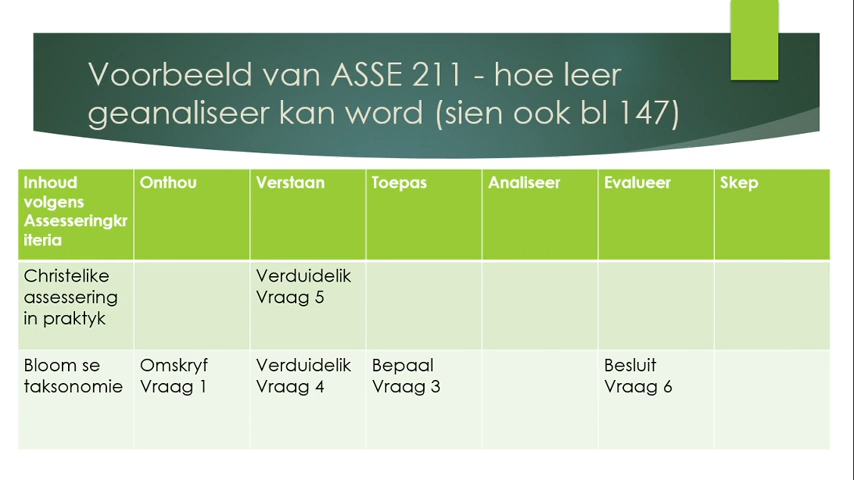 Voorbeeld van ASSE 211 - hoe leer
geanaliseer kan word (sien ook bl 147)
Inhoud
volgens
Assesseringkr
iteria
Onthou
Verstaan
Toepas
Analiseer
Evalueer
Skep
Christelike
assessering
in praktyk
Verduidelik
Vraag 5
Bloom se
taksonomie
Omskryf
Vraag 1
Verduidelik
Vraag 4
Bepaal
Vraag 3
Besluit
Vraag 6